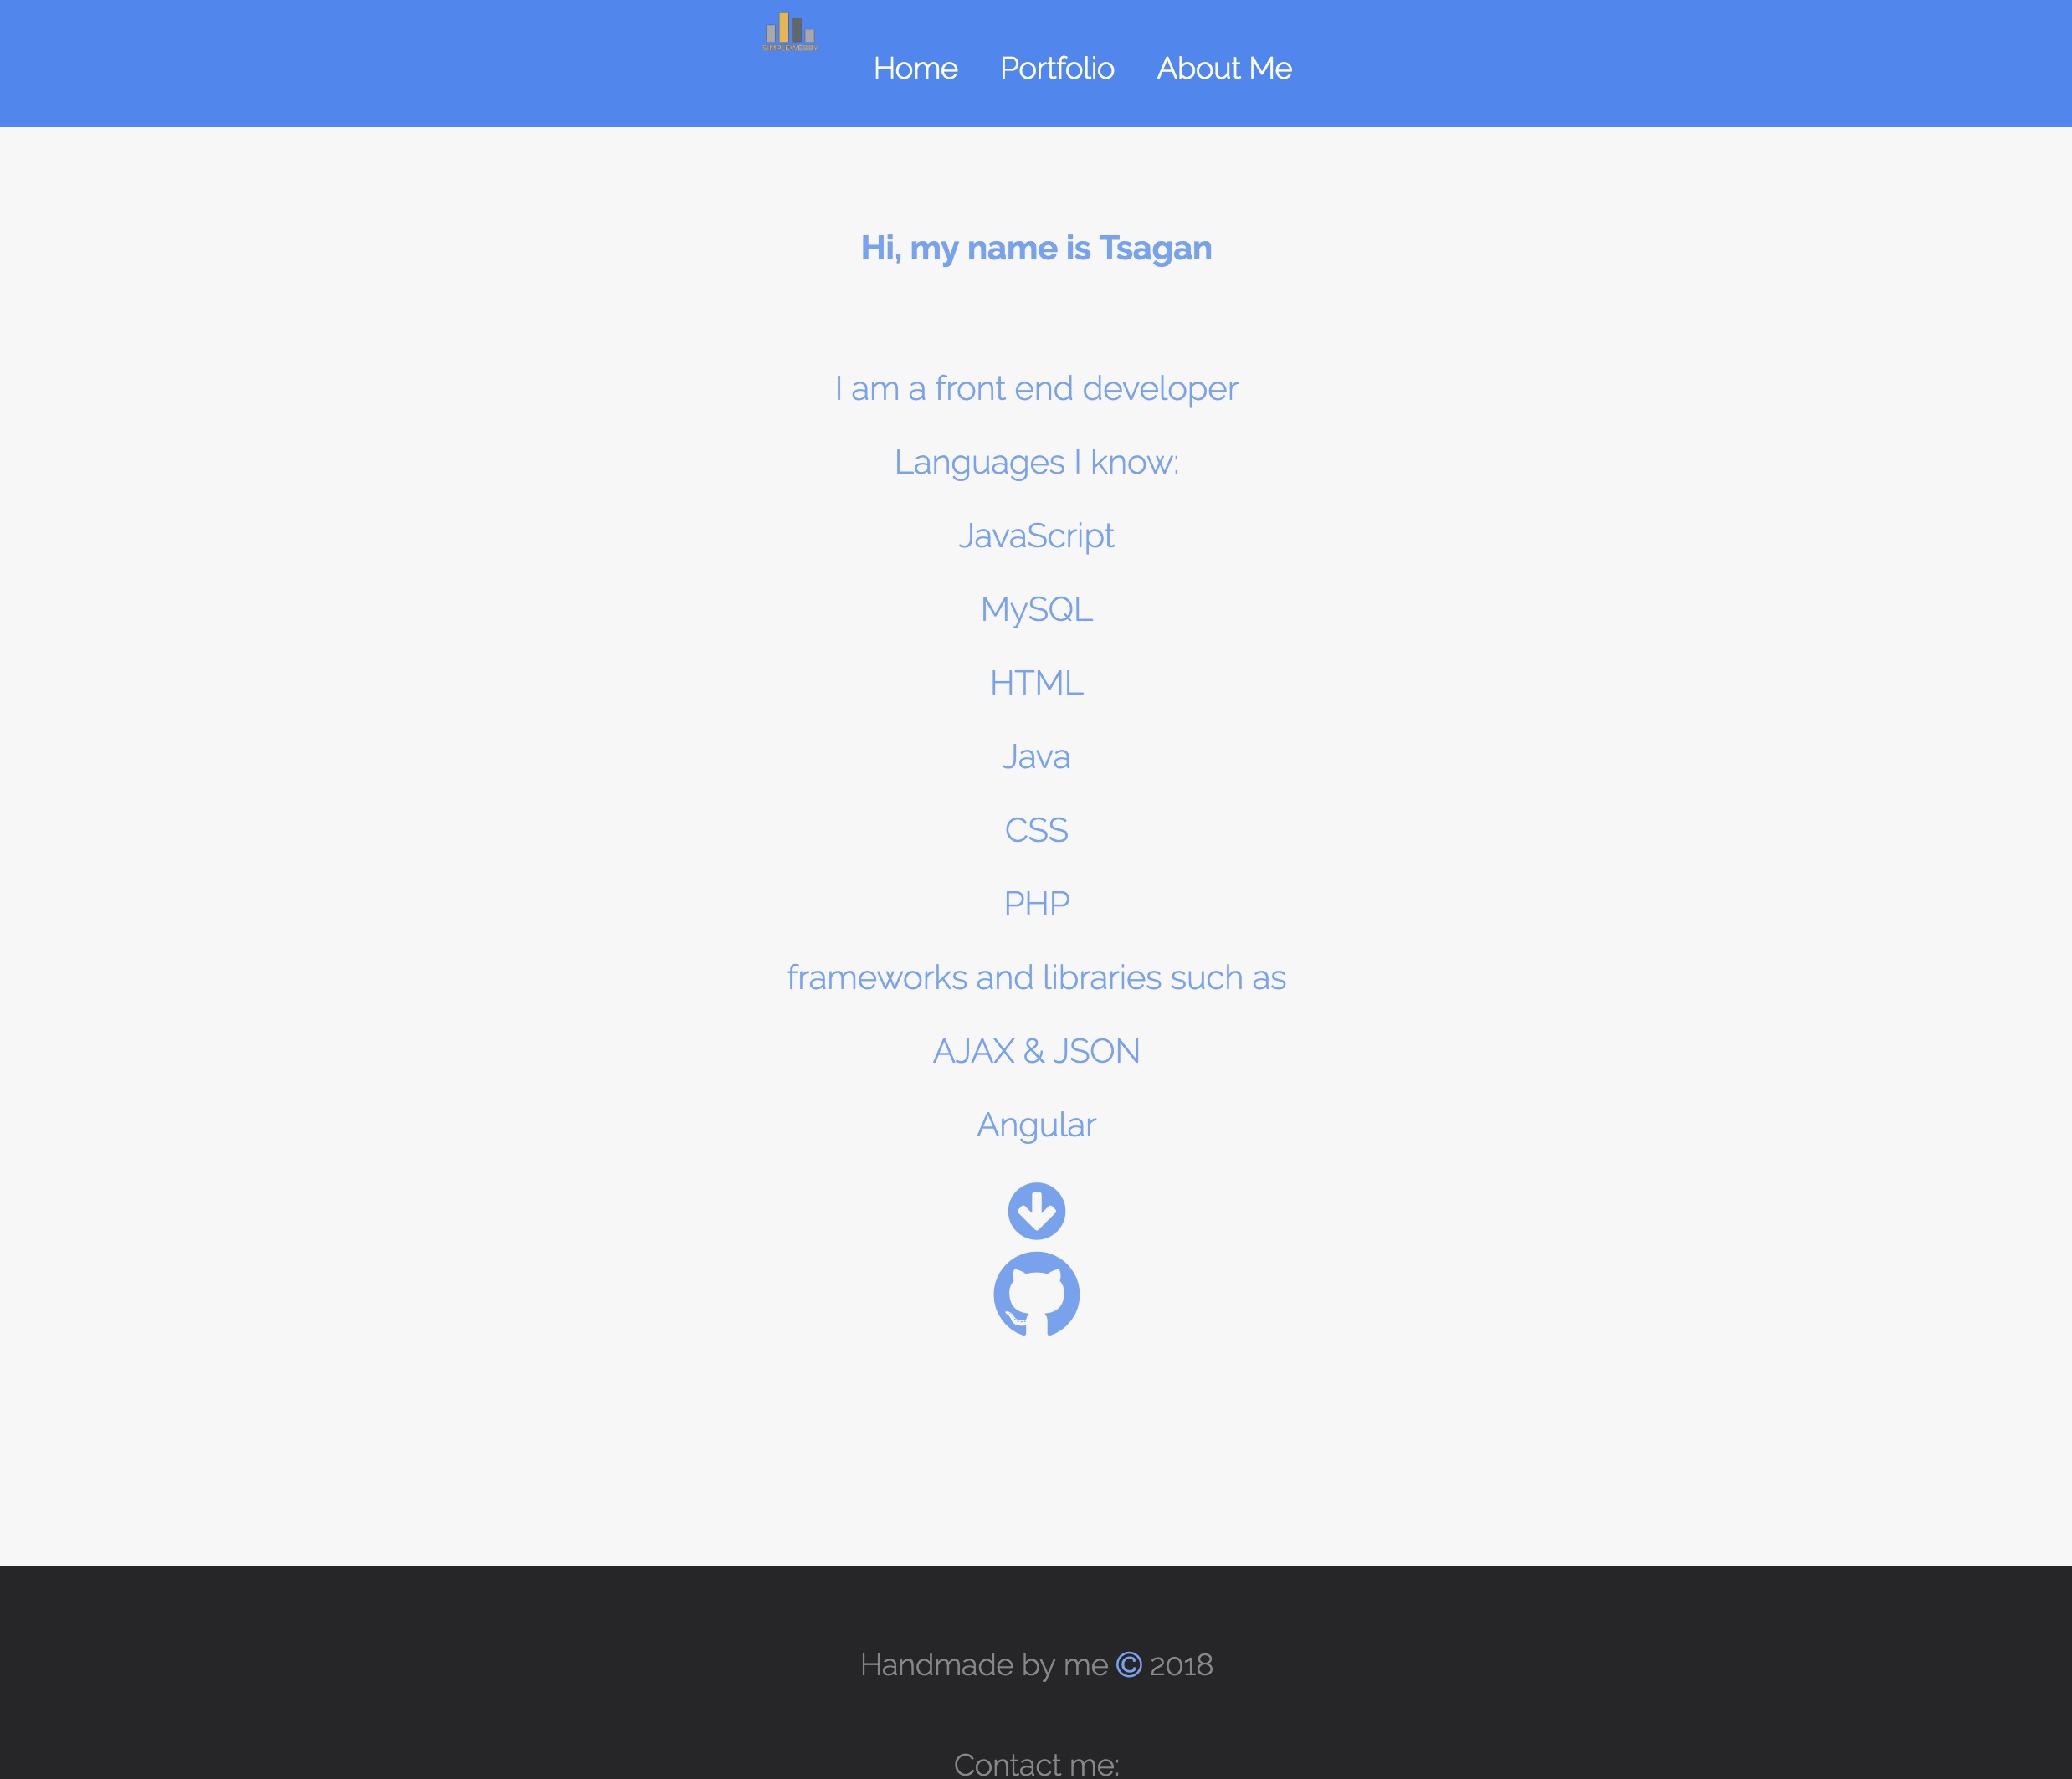 SIMPLEWEBBY
Home Portfolio About Me
Hi, my name is Tsagan
I am a front end developer
Languages I know:
JavaScript
MySQL
HTML
Java
CSS
PHP
frameworks and libraries such as
AJAX & JSON
Angular
Handmade by me © 2018
Contact me: